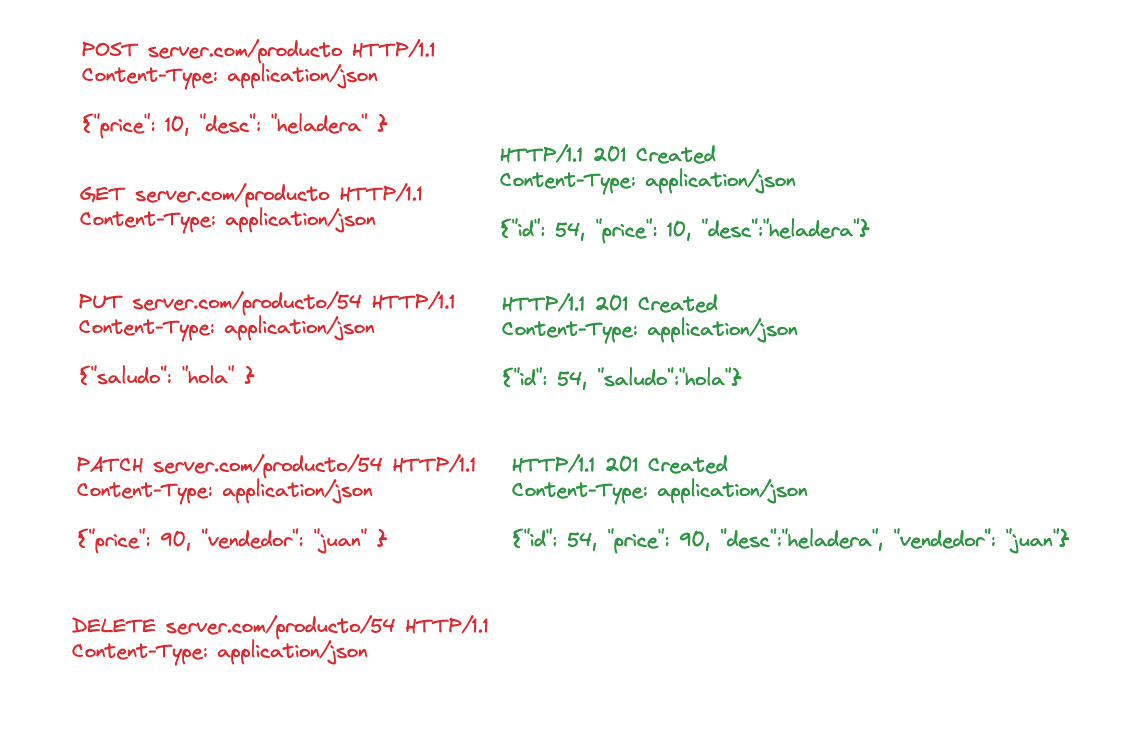 POST server.com/producto HTTP/1.1
Content-Type: application/json
{"price": 10, "desc": "heladera" }
HTTP/1.1 201 Created
Content-Type: application/json
{"id": 54, "price": 10, "desc":"heladera"}
GET server.com/producto HTTP/1.1
Content-Type: application/json
PUT server.com/producto/54 HTTP/1.1
Content-Type: application/json
{"saludo": "hola" }
HTTP/1.1 201 Created
Content-Type: application/json
{"id": 54, "saludo":"hola"}
PATCH server.com/producto/54 HTTP/1.1
Content-Type: application/json
{"price": 90, "vendedor": "juan" }
HTTP/1.1 201 Created
Content-Type: application/json
{"id": 54, "price": 90, "desc":"heladera", "vendedor": "juan"}
DELETE server.com/producto/54 HTTP/1.1
Content-Type: application/json